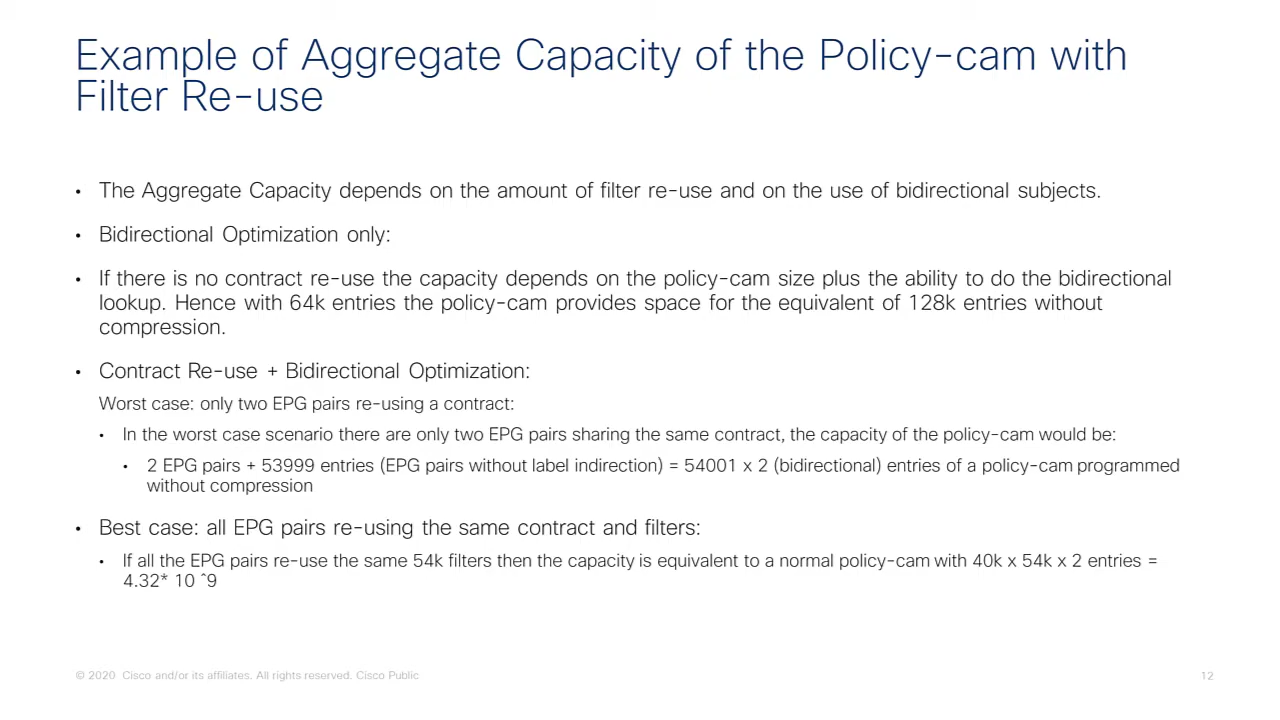 Example of Aggregate Capacity of the Policy-cam with
Filter Re-use
• The Aggregate Capacity depends on the amount of filter re-use and on the use of bidirectional subjects.
• Bidirectional Optimization only:
• If there is no contract re-use the capacity depends on the policy-cam size plus the ability to do the bidirectional
lookup. Hence with 64k entries the policy-cam provides space for the equivalent of 128k entries without
compression.
• Contract Re-use + Bidirectional Optimization:
Worst case: only two EPG pairs re-using a contract:
• In the worst case scenario there are only two EPG pairs sharing the same contract, the capacity of the policy-cam would be:
• 2 EPG pairs + 53999 entries (EPG pairs without label indirection) = 54001 x 2 (bidirectional) entries of a policy-cam programmed
without compression
• Best case: all EPG pairs re-using the same contract and filters:
• If all the EPG pairs re-use the same 54k filters then the capacity is equivalent to a normal policy-cam with 40k x 54k x 2 entries =
4.32* 10 ^9
© 2020 Cisco and/or its affiliates. All rights reserved. Cisco Public
12